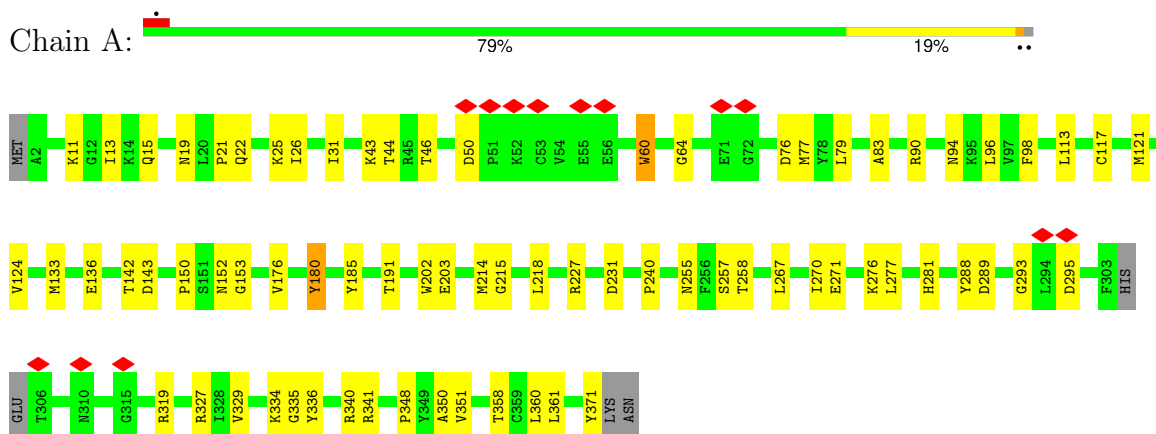 Chain A:
79% 19%
MET A2 K11 G12 I13 K14 Q15 N19 L20 P21 Q22 K25 I26 I31 K43 T44 R45 T46 D50 P51 K52 C53 V54 E55 E56 W60 G64 E71 G72 D76 M77 Y78 L79 A83 R90 N94 K95 L96 V97 F98 L113 C117 M121
V124 M133 E136 T142 D143 P150 S151 N152 G153 V176 Y180 Y185 T191 W202 E203 M214 G215 L218 R227 D231 P240 N255 F256 S257 T258 L267 I270 E271 K276 L277 H281 Y288 D289 G293 L294 D295 F303 HIS
GLU T306 N310 G315 R319 R327 I328 V329 K334 G335 Y336 R340 R341 P348 Y349 A350 V351 T358 C359 L360 L361 Y371 LYS ASN